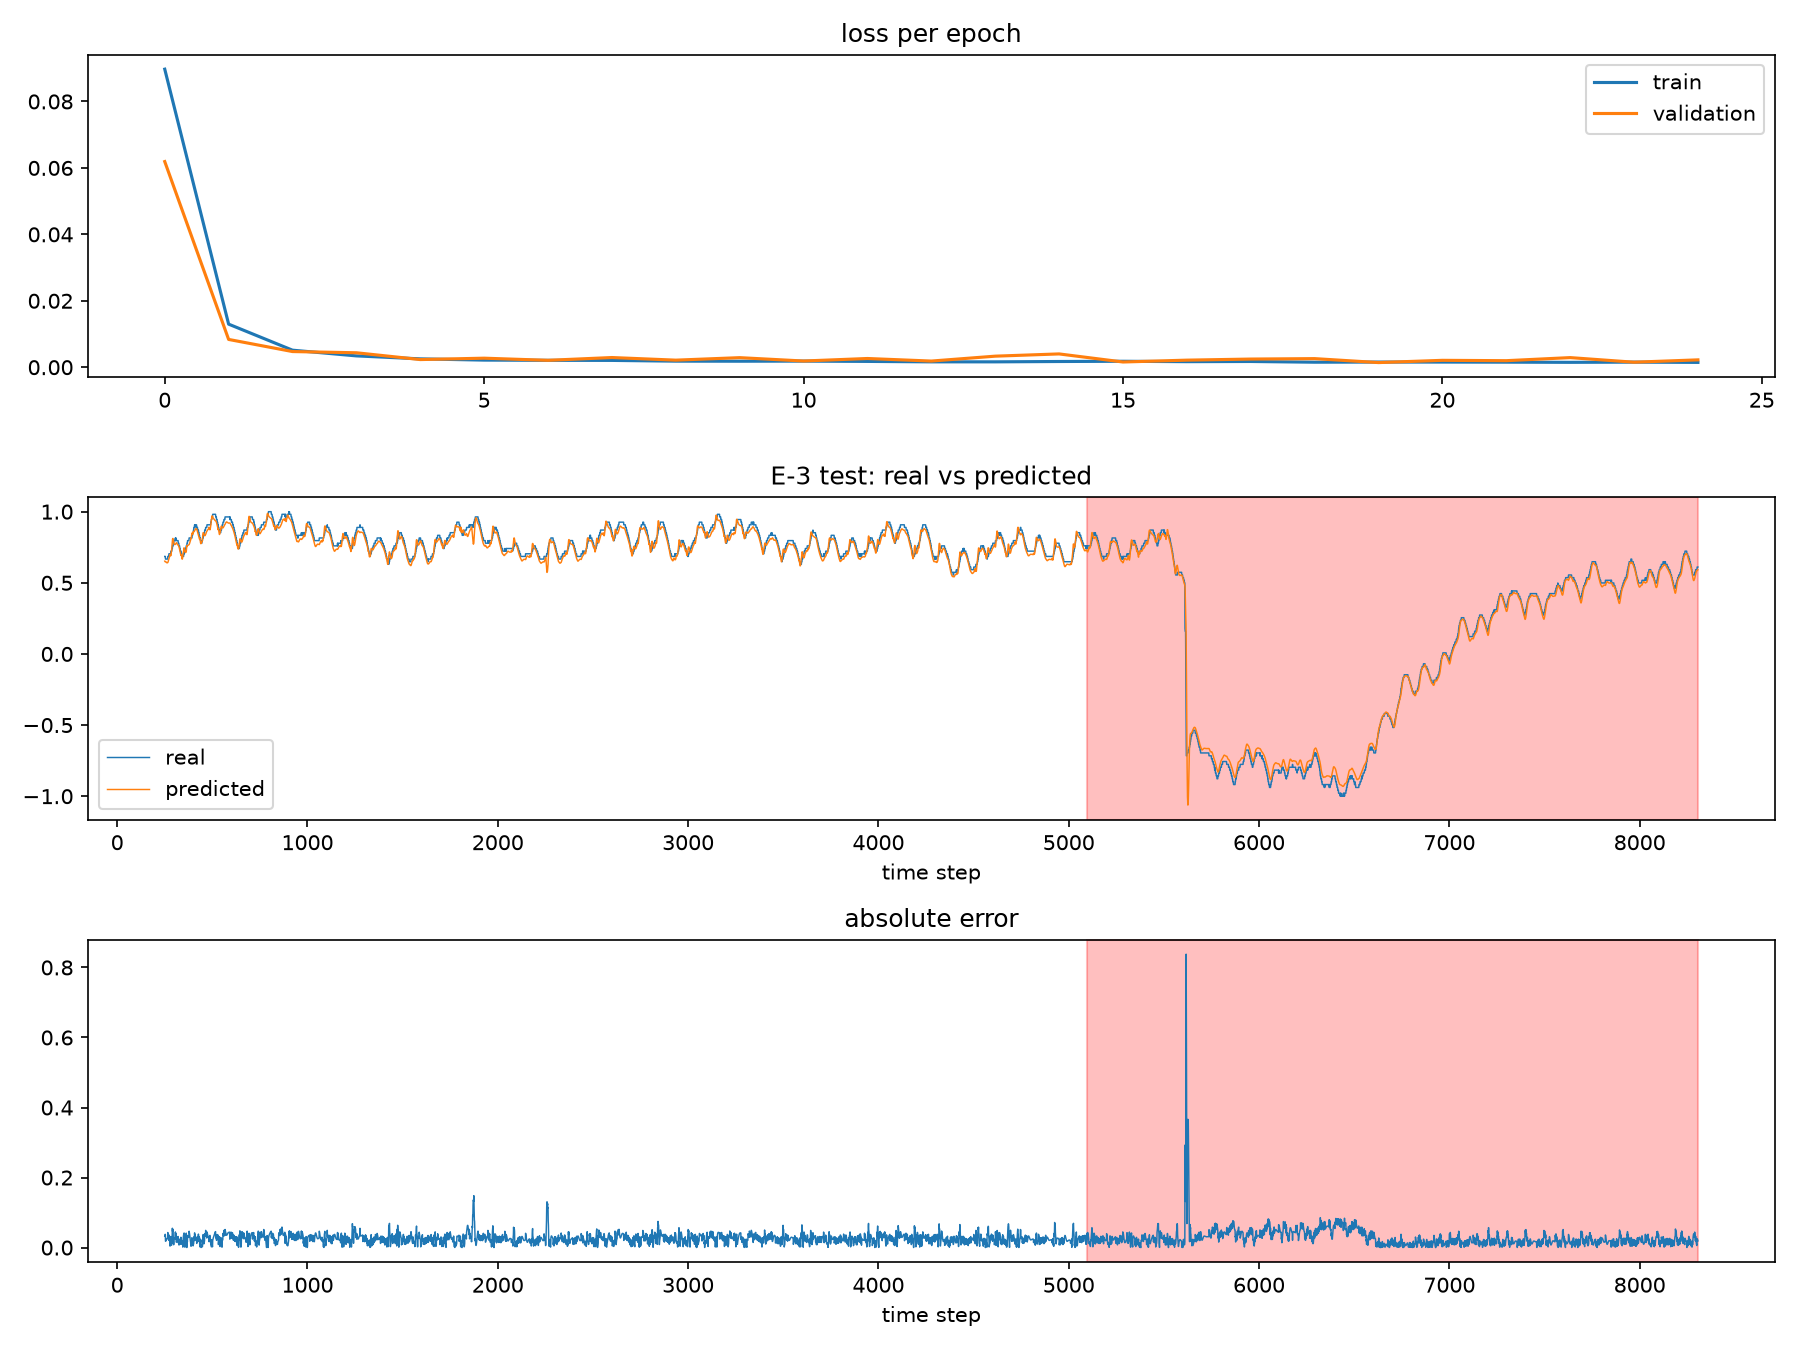 loss per epoch
0.08
0.06
0.04
0.02
0.00
train
validation
0 5 10 15 20 25
E-3 test: real vs predicted
1.0
0.5
0.0
−0.5
−1.0
real
predicted
0 1000 2000 3000 4000 5000 6000 7000 8000
time step
absolute error
0.8
0.6
0.4
0.2
0.0
0 1000 2000 3000 4000 5000 6000 7000 8000
time step